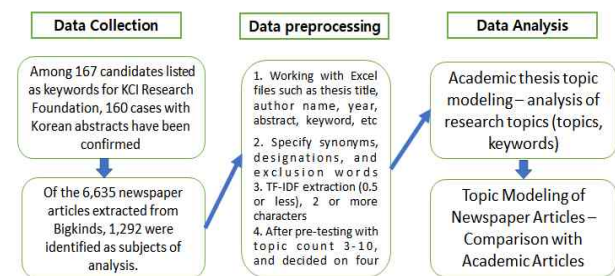 Data Collection
Among 167 candidates listed
as keywords for KCI Research
Foundation, 160 cases with
Korean abstracts have been
confirmed
Of the 6,635 newspaper
articles extracted from
Bigkinds, 1,292 were
identified as subjects of
analysis.
Data preprocessing
1. Working with Excel
files such as thesis title,
author name, year,
abstract, keyword, etc
2. Specify synonyms,
designations, and
exclusion words
3. TF-IDF extraction (0.5
or less), 2 or more
characters
4. After pre-testing with
topic count 3-10,
and decided on four
Data Analysis
Academic thesis topic
modeling – analysis of
research topics (topics,
keywords)
Topic Modeling of
Newspaper Articles –
Comparison with
Academic Articles